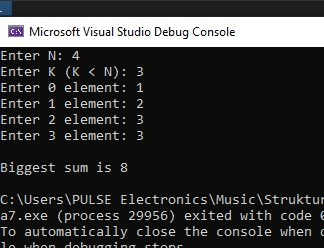 Microsoft Visual Studio Debug Console
Enter N: 4
Enter K (K < N): 3
Enter 0 element: 1
Enter 1 element: 2
Enter 2 element: 3
Enter 3 element: 3
Biggest sum is 8
C:\Users\PULSE Electronics\Music\Struktur
a7.exe (process 29956) exited with code 0
To automatically close the console when d
le when debugging stops